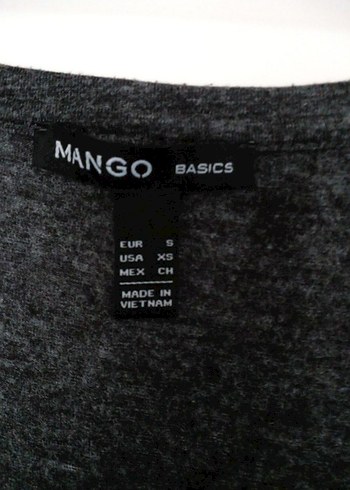 MANGO BASICS
EUR S
USA XS
MEX CH
MADE IN
VIETNAM